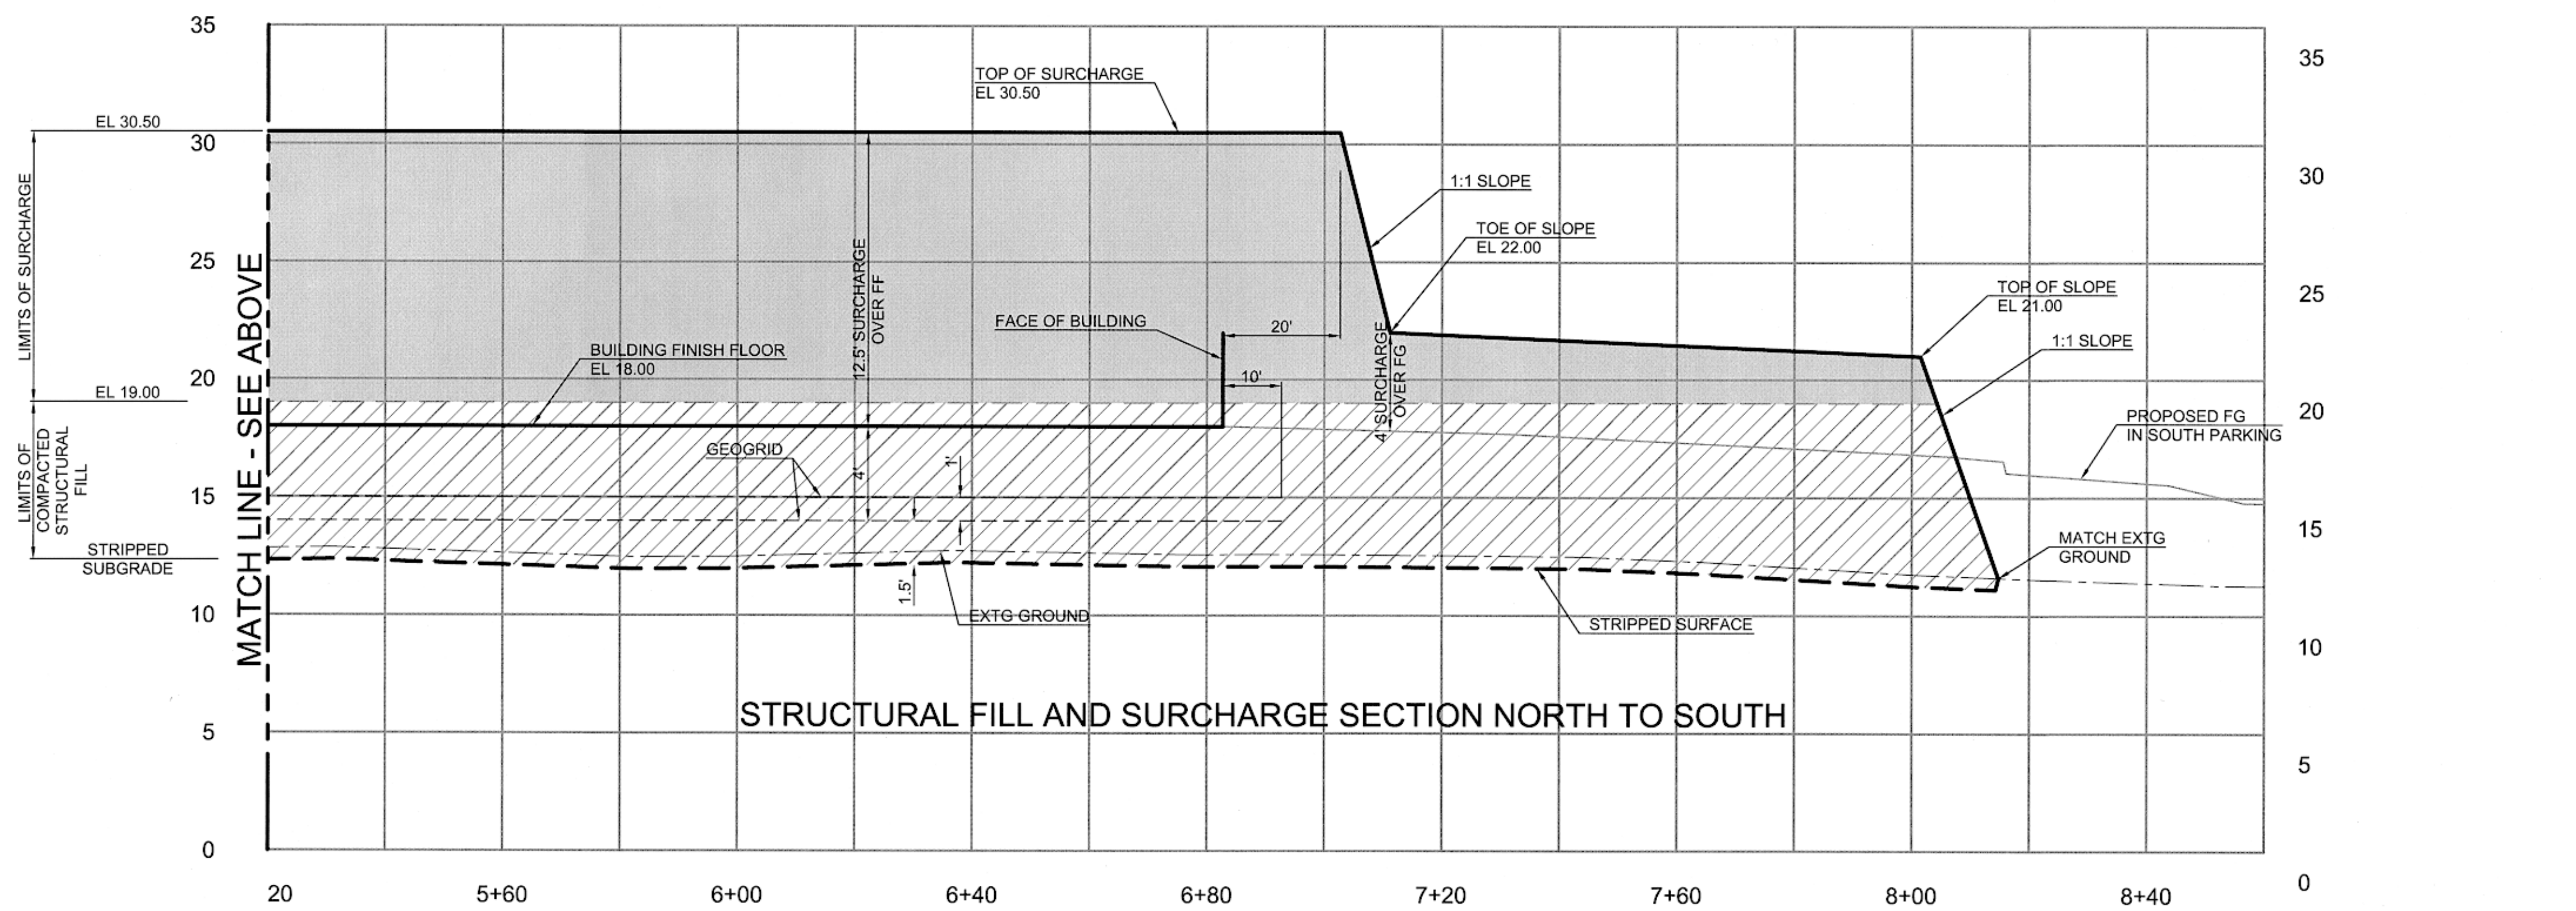 35
30
25
20
15
10
5
0
EL 30.50
LIMITS OF SURCHARGE
EL 19.00
LIMITS OF
COMPACTED
STRUCTURAL
FILL
STRIPPED
SUBGRADE
MATCH LINE - SEE ABOVE
TOP OF SURCHARGE
EL 30.50
1:1 SLOPE
TOE OF SLOPE
EL 22.00
12.5' SURCHARGE
OVER FF
FACE OF BUILDING
20'
10'
BUILDING FINISH FLOOR
EL 18.00
4' SURCHARGE
OVER FG
TOP OF SLOPE
EL 21.00
1:1 SLOPE
PROPOSED FG
IN SOUTH PARKING
GEOGRID
4'
1'
1.5'
EXTG GROUND
MATCH EXTG
GROUND
STRIPPED SURFACE
STRUCTURAL FILL AND SURCHARGE SECTION NORTH TO SOUTH
35
30
25
20
15
10
5
0
20 5+60 6+00 6+40 6+80 7+20 7+60 8+00 8+40